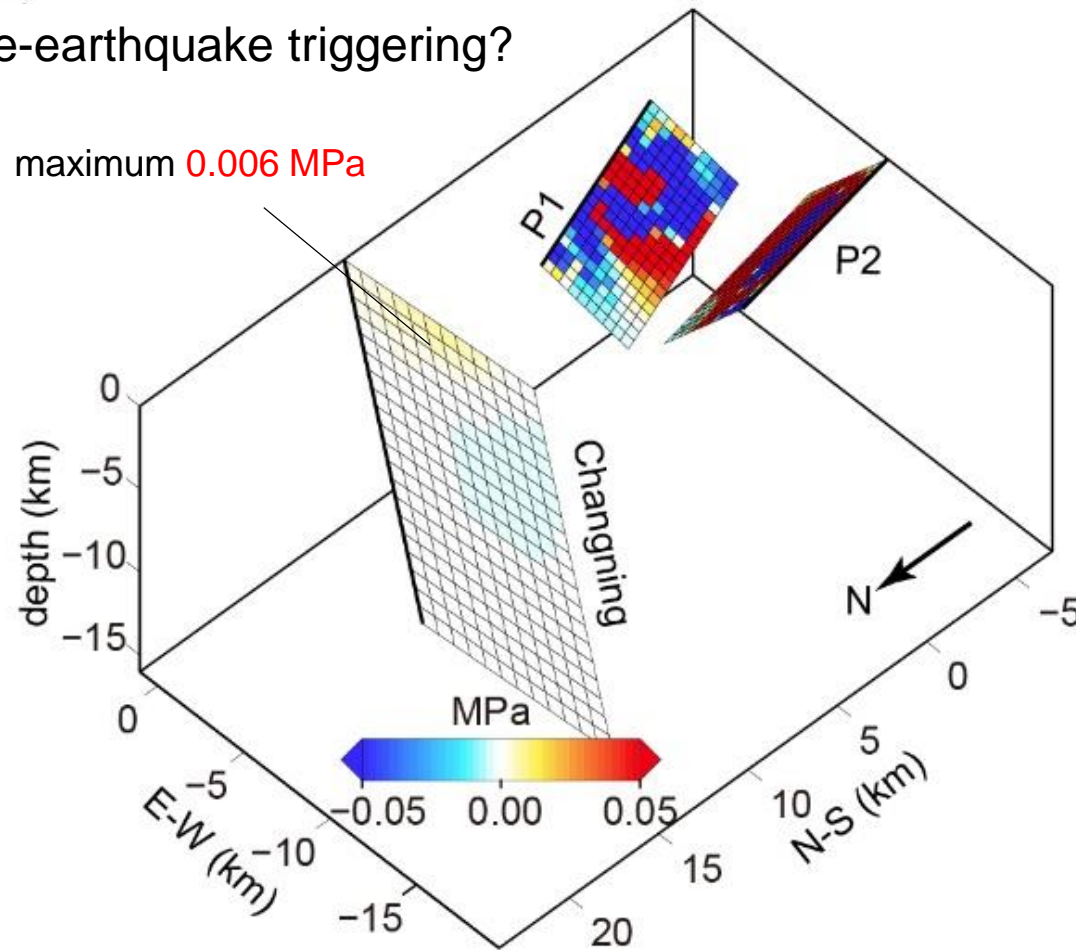 e-earthquake triggering?
maximum 0.006 MPa
P1
P2
0
−5
−10
−15
depth (km)
Changning
N
MPa
−0.05 0.00 0.05
0
−5
−10
−15
E-W (km)
−5
0
5
10
15
20
N-S (km)